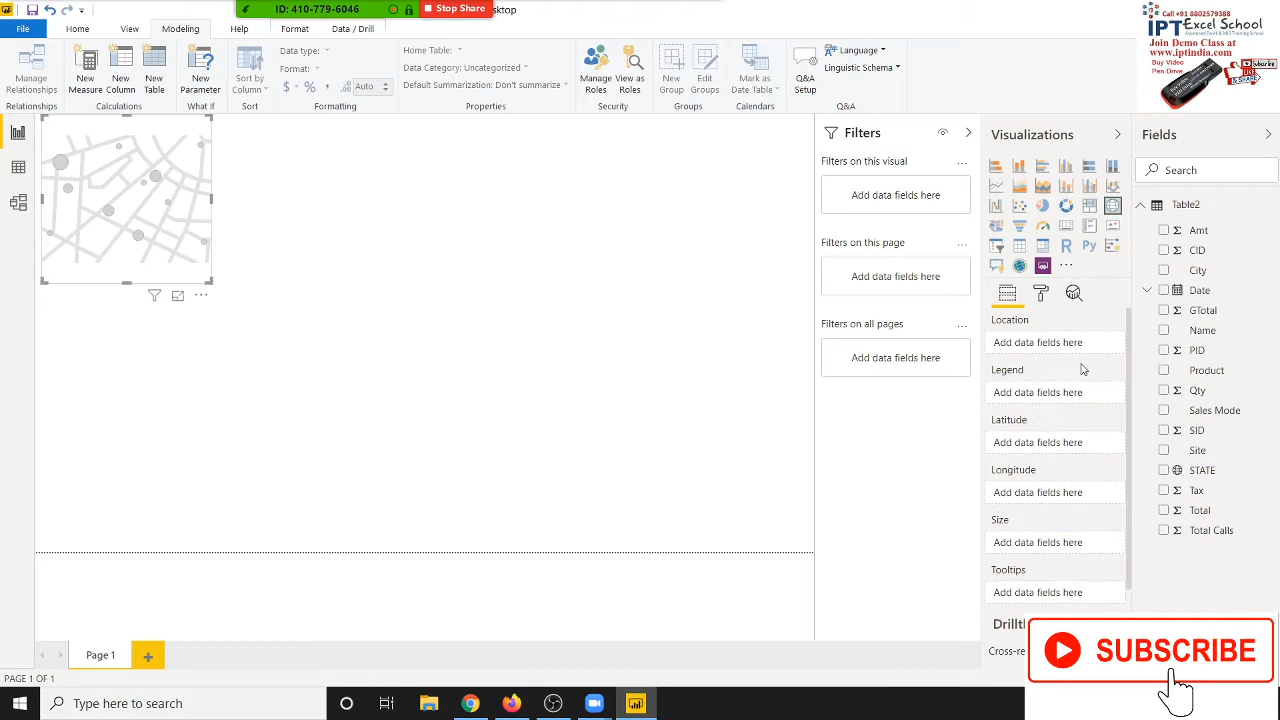 ID: 410-779-6046
Stop Share
sktop
File
Home
View
Modeling
Help
Format
Data / Drill
Manage Relationships
New Measure
New Column
New Table
New Parameter
Sort by Column
Data type:
Format:
$ % ,
Auto
Home Table:
Data Category: Uncategorized
Default Summarization: Don't summarize
Manage Roles
View as Roles
New Group
Edit Groups
Q&A Setup
Mark as Date Table
Language
Linguistic Schema
Relationships
Calculations
What If
Sort
Formatting
Properties
Security
Groups
Calendars
Q&A
Call +91 8802579388
IPT Excel School
Advanced Excel & MIS Training School
Join Demo Class at
www.iptindia.com
Buy Video
Pen Drive
Subscribe
Filters
Filters on this visual
Add data fields here
Filters on this page
Add data fields here
Filters on all pages
Add data fields here
Visualizations
R
Py
Location
Add data fields here
Legend
Add data fields here
Latitude
Add data fields here
Longitude
Add data fields here
Size
Add data fields here
Tooltips
Add data fields here
Drillth
Cross-re
Fields
Search
Table2
Amt
CID
City
Date
GTotal
Name
PID
Product
Qty
Sales Mode
SID
Site
STATE
Tax
Total
Total Calls
SUBSCRIBE
Page 1
PAGE 1 OF 1
Type here to search